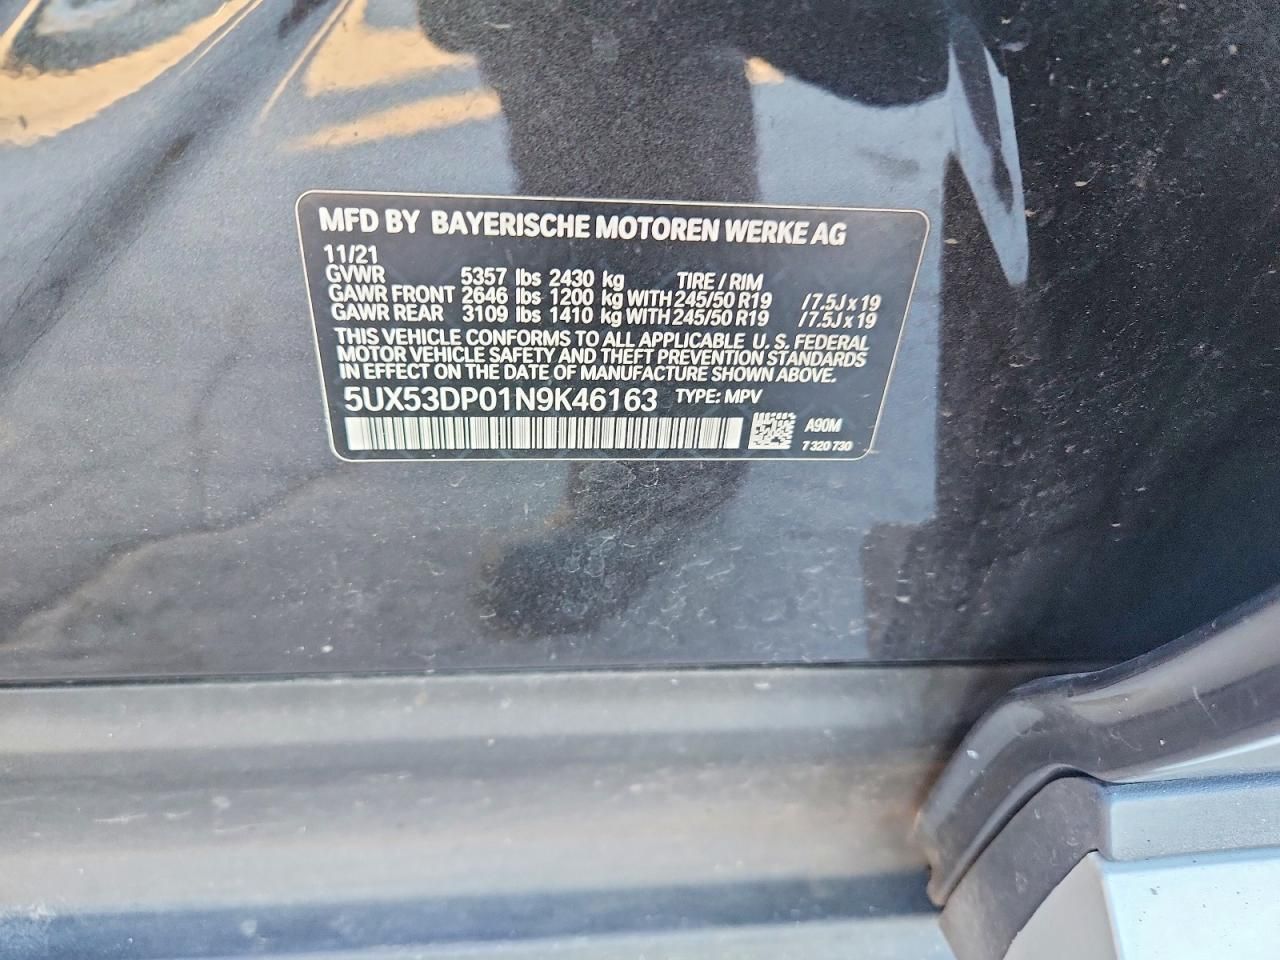 MFD BY BAYERISCHE MOTOREN WERKE AG
11/21
GVWR 5357 lbs 2430 kg TIRE / RIM
GAWR FRONT 2646 lbs 1200 kg WITH 245/50 R19 /7.5J x 19
GAWR REAR 3109 lbs 1410 kg WITH 245/50 R19 /7.5J x 19
THIS VEHICLE CONFORMS TO ALL APPLICABLE U. S. FEDERAL
MOTOR VEHICLE SAFETY AND THEFT PREVENTION STANDARDS
IN EFFECT ON THE DATE OF MANUFACTURE SHOWN ABOVE.
5UX53DP01N9K46163 TYPE: MPV
A90M
7 320 730